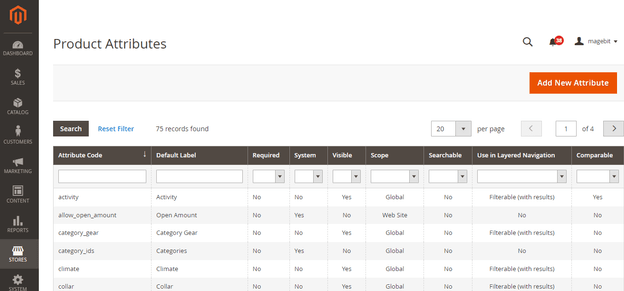 Product Attributes
38
magebit
DASHBOARD
SALES
CATALOG
CUSTOMERS
MARKETING
CONTENT
REPORTS
STORES
SYSTEM
Add New Attribute
Search Reset Filter 75 records found 20 per page 1 of 4
Attribute Code ↓ Default Label Required System Visible Scope Searchable Use in Layered Navigation Comparable
activity Activity No No Yes Global No Filterable (with results) Yes
allow_open_amount Open Amount No Yes No Web Site No No No
category_gear Category Gear No No Yes Global No Filterable (with results) No
category_ids Categories No Yes No Global No No No
climate Climate No No Yes Global No Filterable (with results) No
collar Collar No No Yes Global No Filterable (with results) No